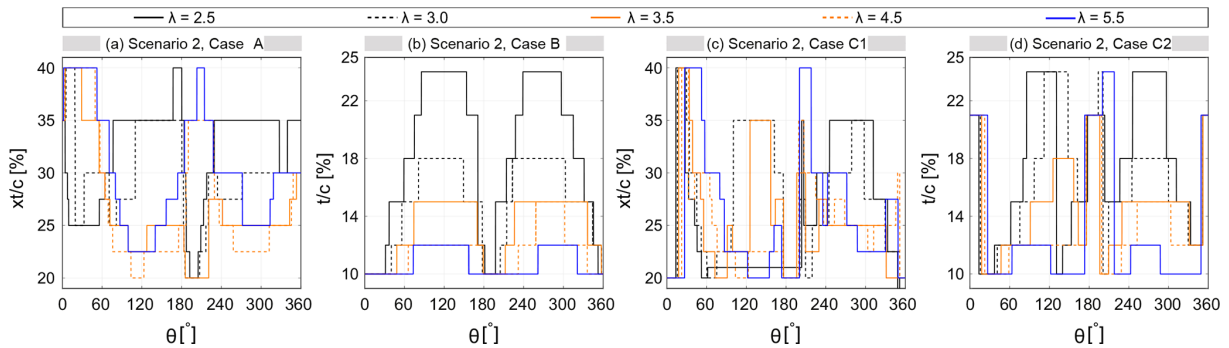 λ = 2.5 λ = 3.0 λ = 3.5 λ = 4.5 λ = 5.5
(a) Scenario 2, Case A
(b) Scenario 2, Case B
(c) Scenario 2, Case C1
(d) Scenario 2, Case C2
xt/c [%]
40
35
30
25
20
0 60 120 180 240 300 360
θ [°]
t/c [%]
25
22
18
14
10
0 60 120 180 240 300 360
θ [°]
xt/c [%]
40
35
30
25
20
0 60 120 180 240 300 360
θ [°]
t/c [%]
25
22
18
14
10
0 60 120 180 240 300 360
θ [°]